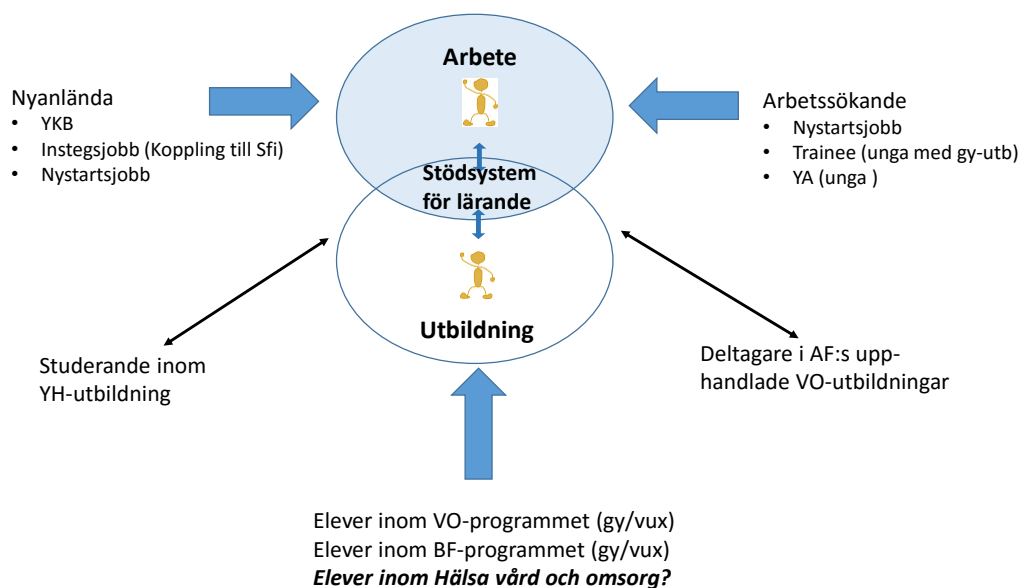 Arbete
Nyanlända
• YKB
• Instegsjobb (Koppling till Sfi)
• Nystartsjobb
Arbetssökande
• Nystartsjobb
• Trainee (unga med gy-utb)
• YA (unga )
Stödsystem
för lärande
Utbildning
Studerande inom
YH-utbildning
Deltagare i AF:s upp-
handlade VO-utbildningar
Elever inom VO-programmet (gy/vux)
Elever inom BF-programmet (gy/vux)
Elever inom Hälsa vård och omsorg?